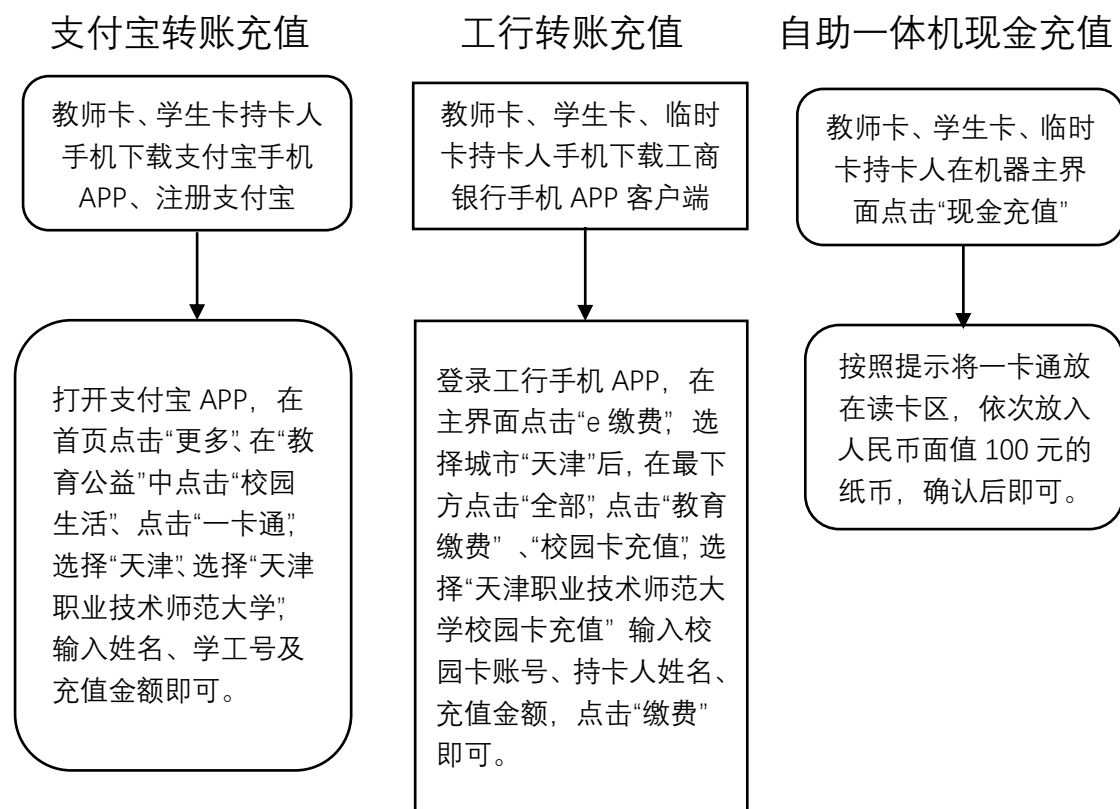 支付宝转账充值
教师卡、学生卡持卡人
手机下载支付宝手机
APP、注册支付宝
打开支付宝 APP，在
首页点击“更多”、在“教
育公益”中点击“校园
生活”、点击“一卡通”，
选择“天津”、选择“天津
职业技术师范大学”，
输入姓名、学工号及
充值金额即可。
工行转账充值
教师卡、学生卡、临时
卡持卡人手机下载工商
银行手机 APP 客户端
登录工行手机 APP，在
主界面点击“e 缴费”，选
择城市“天津”后，在最下
方点击“全部”，点击“教育
缴费” 、“校园卡充值”，选
择“天津职业技术师范大
学校园卡充值” 输入校
园卡账号、持卡人姓名、
充值金额，点击“缴费”
即可。
自助一体机现金充值
教师卡、学生卡、临时
卡持卡人在机器主界
面点击“现金充值”
按照提示将一卡通放
在读卡区，依次放入
人民币面值 100 元的
纸币，确认后即可。